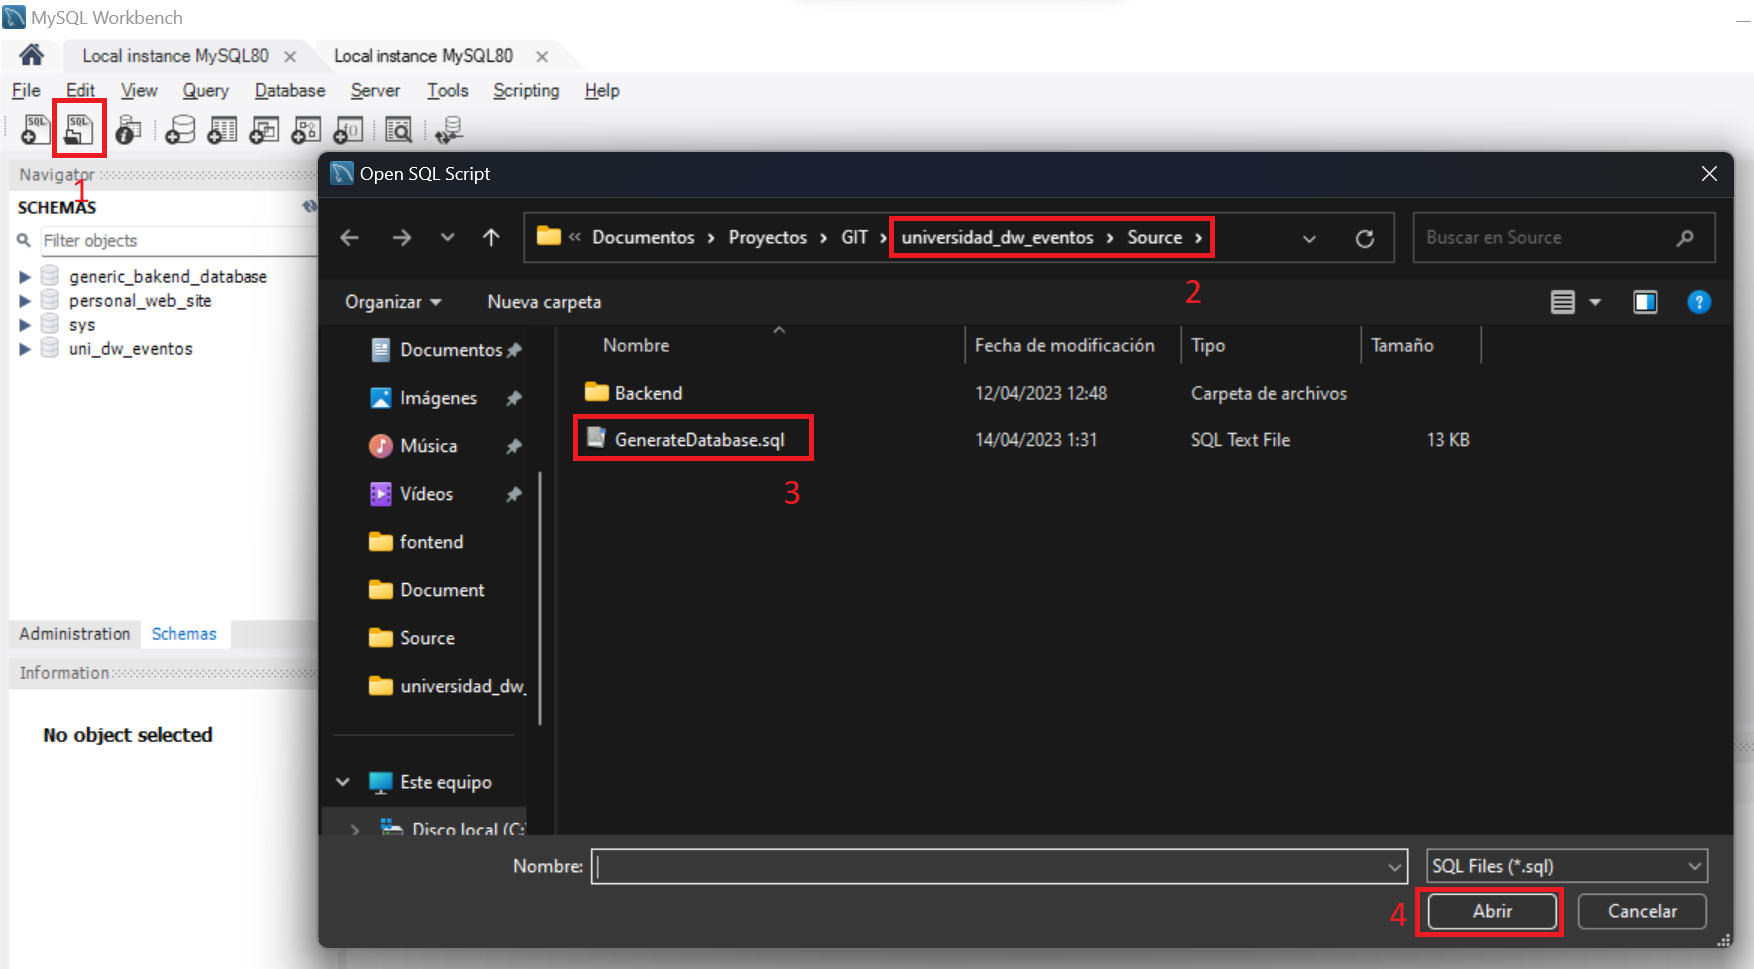 MySQL Workbench
Local instance MySQL80
Local instance MySQL80
File Edit View Query Database Server Tools Scripting Help
SQL SQL
Navigator
1
SCHEMAS
Filter objects
generic_bakend_database
personal_web_site
sys
uni_dw_eventos
Administration Schemas
Information
No object selected
Open SQL Script
« Documentos › Proyectos › GIT › universidad_dw_eventos › Source ›
Buscar en Source
2
Organizar Nueva carpeta
Documentos
Imágenes
Música
Vídeos
fontend
Document
Source
universidad_dw_
Este equipo
Disco local (C:
Nombre Fecha de modificación Tipo Tamaño
Backend 12/04/2023 12:48 Carpeta de archivos
GenerateDatabase.sql 14/04/2023 1:31 SQL Text File 13 KB
3
Nombre: SQL Files (*.sql)
4 Abrir Cancelar